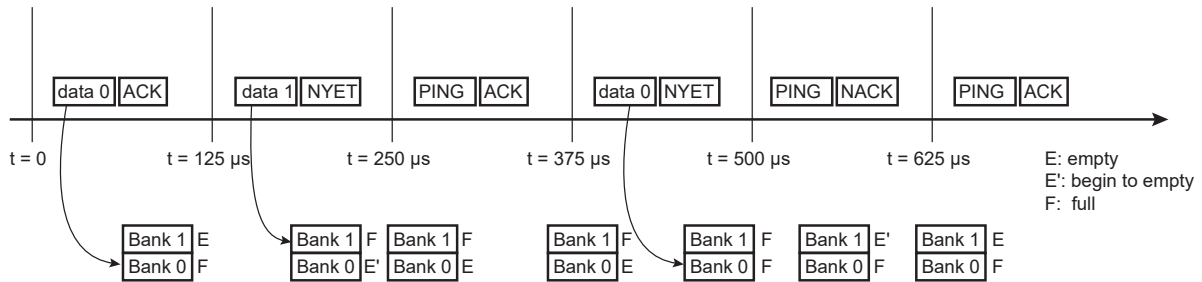 data 0 ACK data 1 NYET PING ACK data 0 NYET PING NACK PING ACK
t = 0 t = 125 µs t = 250 µs t = 375 µs t = 500 µs t = 625 µs
E: empty
E': begin to empty
F: full
Bank 1 E Bank 1 F Bank 1 F Bank 1 F Bank 1 F Bank 1 E' Bank 1 E
Bank 0 F Bank 0 E' Bank 0 E Bank 0 E Bank 0 F Bank 0 F Bank 0 F